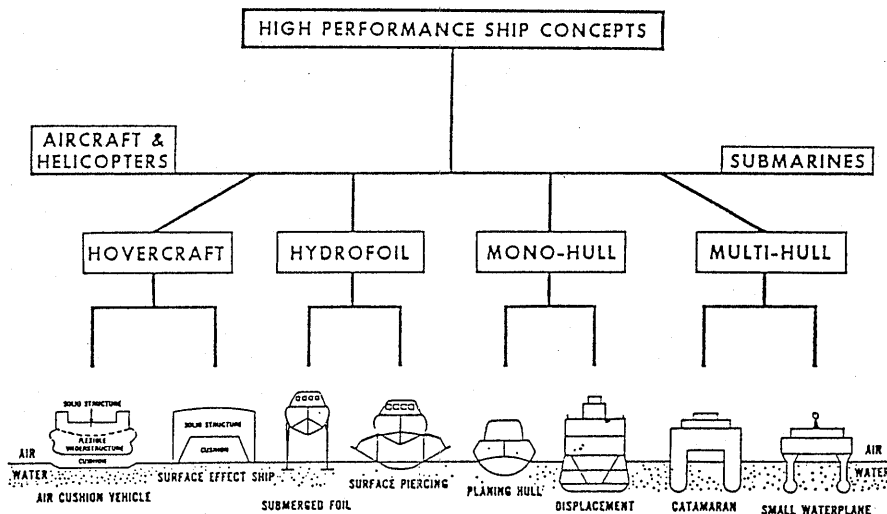 HIGH PERFORMANCE SHIP CONCEPTS
AIRCRAFT &
HELICOPTERS
SUBMARINES
HOVERCRAFT
HYDROFOIL
MONO-HULL
MULTI-HULL
SOLID STRUCTURE
FLEXIBLE
UNDERSTRUCTURE
CUSHION
SOLID STRUCTURE
CUSHION
AIR
WATER
AIR
WATER
AIR CUSHION VEHICLE
SURFACE EFFECT SHIP
SUBMERGED FOIL
SURFACE PIERCING
PLANING HULL
DISPLACEMENT
CATAMARAN
SMALL WATERPLANE